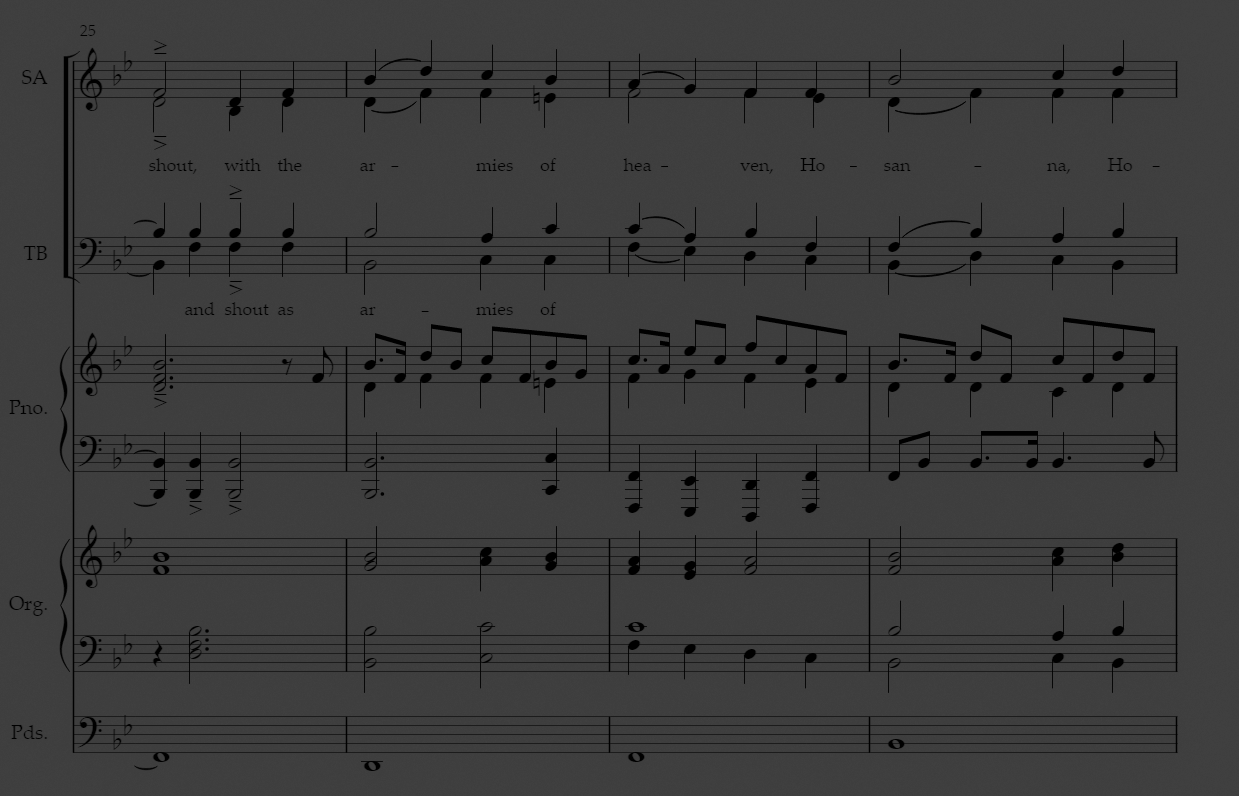 25
SA
shout, with the ar - mies of hea - ven, Ho - san - na, Ho -
TB
and shout as ar - mies of
Pno.
Org.
Pds.